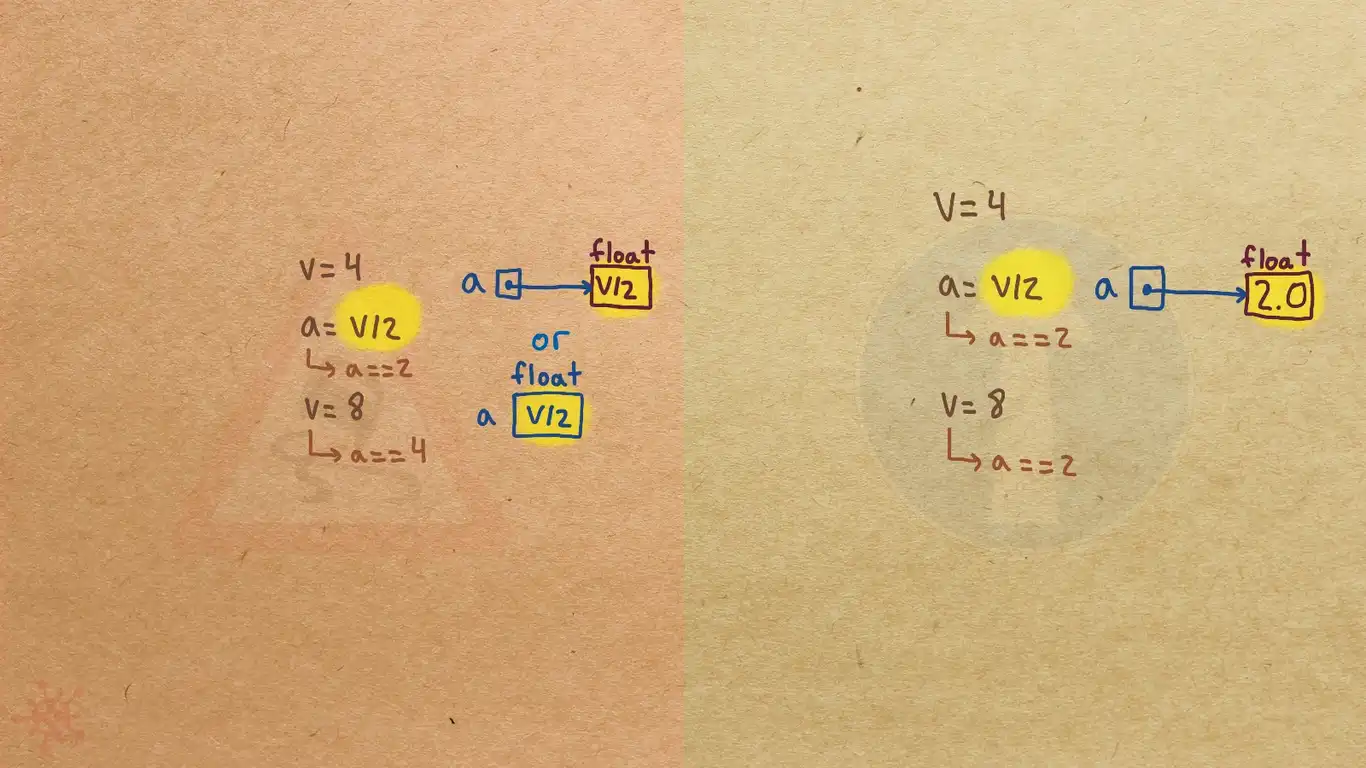 v = 4
a = v/2
a == 2
v = 8
a == 4
a
float
v/2
or
float
a
v/2
v = 4
a = v/2
a == 2
v = 8
a == 2
a
float
2.0